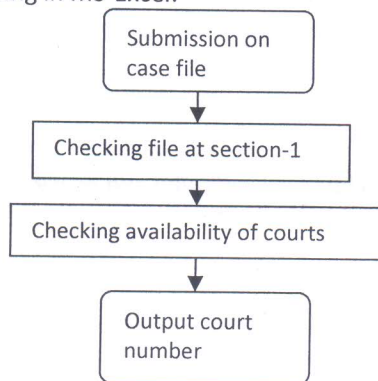 Submission on
case file
Checking file at section-1
Checking availability of courts
Output court
number